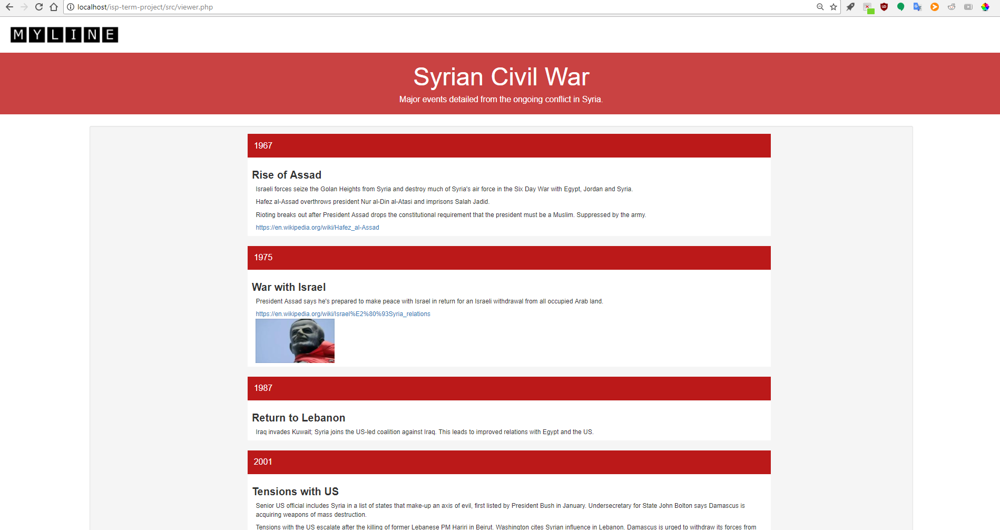 localhost/isp-term-project/src/viewer.php
MYLINE
Syrian Civil War
Major events detailed from the ongoing conflict in Syria.
1967
Rise of Assad
Israeli forces seize the Golan Heights from Syria and destroy much of Syria's air force in the Six Day War with Egypt, Jordan and Syria.
Hafez al-Assad overthrows president Nur al-Din al-Atasi and imprisons Salah Jadid.
Rioting breaks out after President Assad drops the constitutional requirement that the president must be a Muslim. Suppressed by the army.
https://en.wikipedia.org/wiki/Hafez_al-Assad
1975
War with Israel
President Assad says he's prepared to make peace with Israel in return for an Israeli withdrawal from all occupied Arab land.
https://en.wikipedia.org/wiki/Israel%E2%80%93Syria_relations
1987
Return to Lebanon
Iraq invades Kuwait; Syria joins the US-led coalition against Iraq. This leads to improved relations with Egypt and the US.
2001
Tensions with US
Senior US official includes Syria in a list of states that make-up an axis of evil, first listed by President Bush in January. Undersecretary for State John Bolton says Damascus is
acquiring weapons of mass destruction.
Tensions with the US escalate after the killing of former Lebanese PM Hariri in Beirut. Washington cites Syrian influence in Lebanon. Damascus is urged to withdraw its forces from